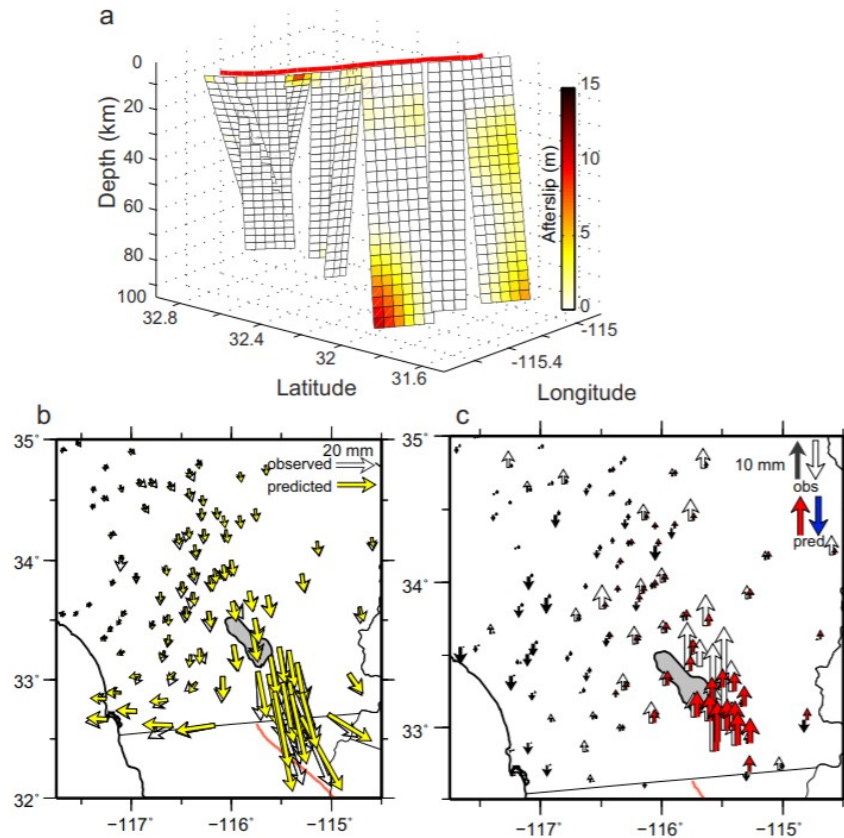 a
0
20
40
60
80
100
Depth (km)
32.8
32.4
32
31.6
Latitude
-115
-115.4
Longitude
15
10
5
0
Afterslip (m)
b
20 mm
observed
predicted
35°
34°
33°
32°
−117° −116° −115°
c
10 mm
obs
pred
35°
34°
33°
−117° −116° −115°